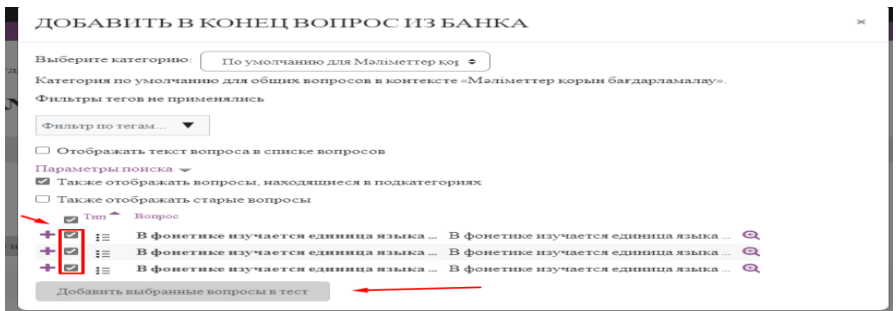 ДОБАВИТЬ В КОНЕЦ ВОПРОС ИЗ БАНКА ×
Выберите категорию: По умолчанию для Мәліметтер қор
Категория по умолчанию для общих вопросов в контексте «Мәліметтер қорын бағдарламалау».
Фильтры тегов не применялись
Фильтр по тегам... ▼
Отображать текст вопроса в списке вопросов
Параметры поиска
Также отображать вопросы, находящиеся в подкатегориях
Также отображать старые вопросы
Тип Вопрос
В фонетике изучается единица языка ... В фонетике изучается единица языка ...
В фонетике изучается единица языка ... В фонетике изучается единица языка ...
В фонетике изучается единица языка ... В фонетике изучается единица языка ...
Добавить выбранные вопросы в тест